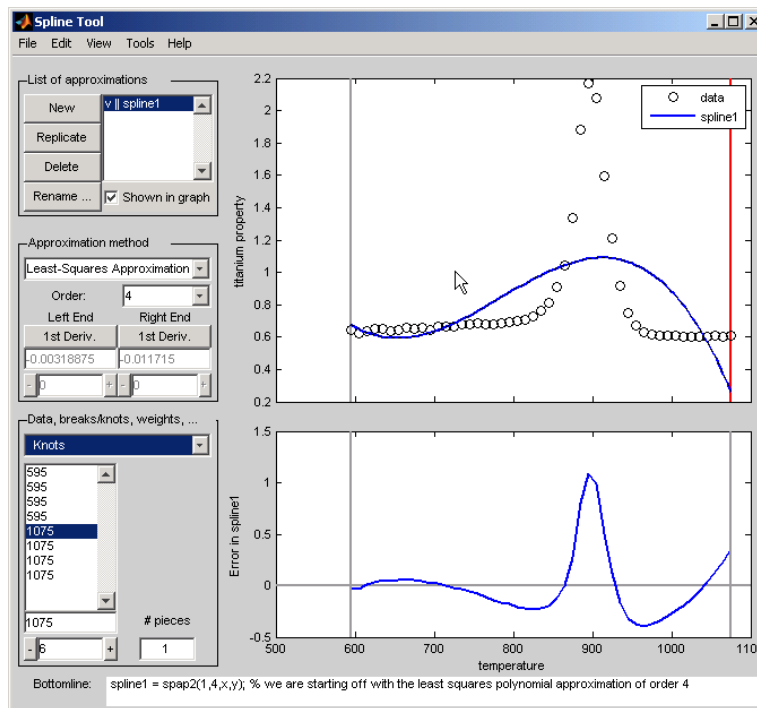 Spline Tool
File Edit View Tools Help
List of approximations
New
Replicate
Delete
Rename ...
v || spline1
Shown in graph
Approximation method
Least-Squares Approximation
Order: 4
Left End Right End
1st Deriv. 1st Deriv.
-0.00318875 -0.011715
- 0 + - 0 +
Data, breaks/knots, weights, ...
Knots
595
595
595
595
1075
1075
1075
1075
1075
# pieces
- 6 + 1
2.2
2
1.8
1.6
1.4
1.2
1
0.8
0.6
0.4
0.2
titanium property
data
spline1
1.5
1
0.5
0
-0.5
Error in spline1
500 600 700 800 900 1000 110
temperature
Bottomline: spline1 = spap2(1,4,x,y); % we are starting off with the least squares polynomial approximation of order 4